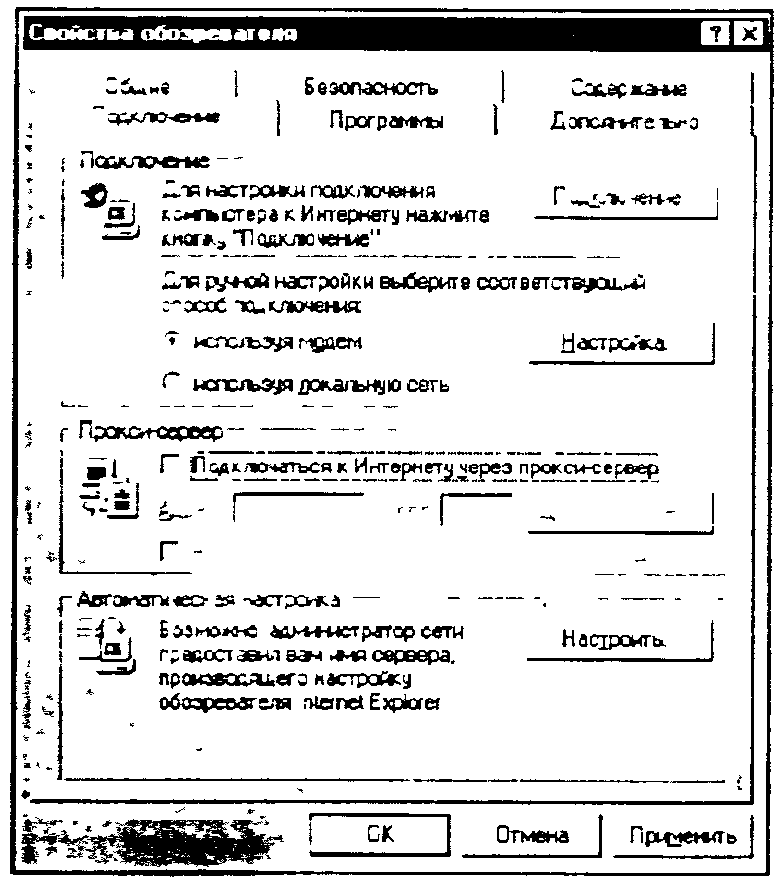 Свойства обозревателя
Общие Безопасность Содержание
Подключение Программы Дополнительно
Подключение
Для настройки подключения
компьютера к Интернету нажмите
кнопку "Подключение"
Подключение
Для ручной настройки выберите соответствующий
способ подключения:
используя модем
Настройка...
используя локальную сеть
Прокси-сервер
Подключаться к Интернету через прокси-сервер
Автоматическая настройка
Возможно, администратор сети
предоставил вам имя сервера,
производящего настройку
обозревателя Internet Explorer
Настроить...
OK Отмена Применить